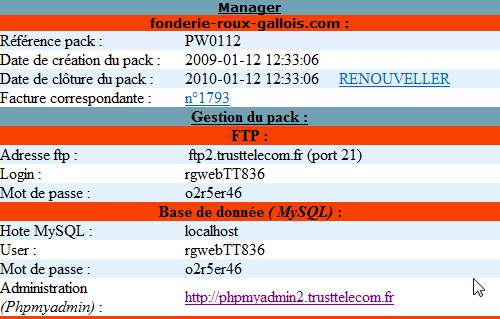 Manager
fonderie-roux-gallois.com :
Référence pack : PW0112
Date de création du pack : 2009-01-12 12:33:06
Date de clôture du pack : 2010-01-12 12:33:06 RENOUVELLER
Facture correspondante : n°1793
Gestion du pack :
FTP :
Adresse ftp : ftp2.trusttelecom.fr (port 21)
Login : rgwebTT836
Mot de passe : o2r5er46
Base de donnée ( MySQL) :
Hote MySQL : localhost
User : rgwebTT836
Mot de passe : o2r5er46
Administration
(Phpmyadmin) : http://phpmyadmin2.trusttelecom.fr